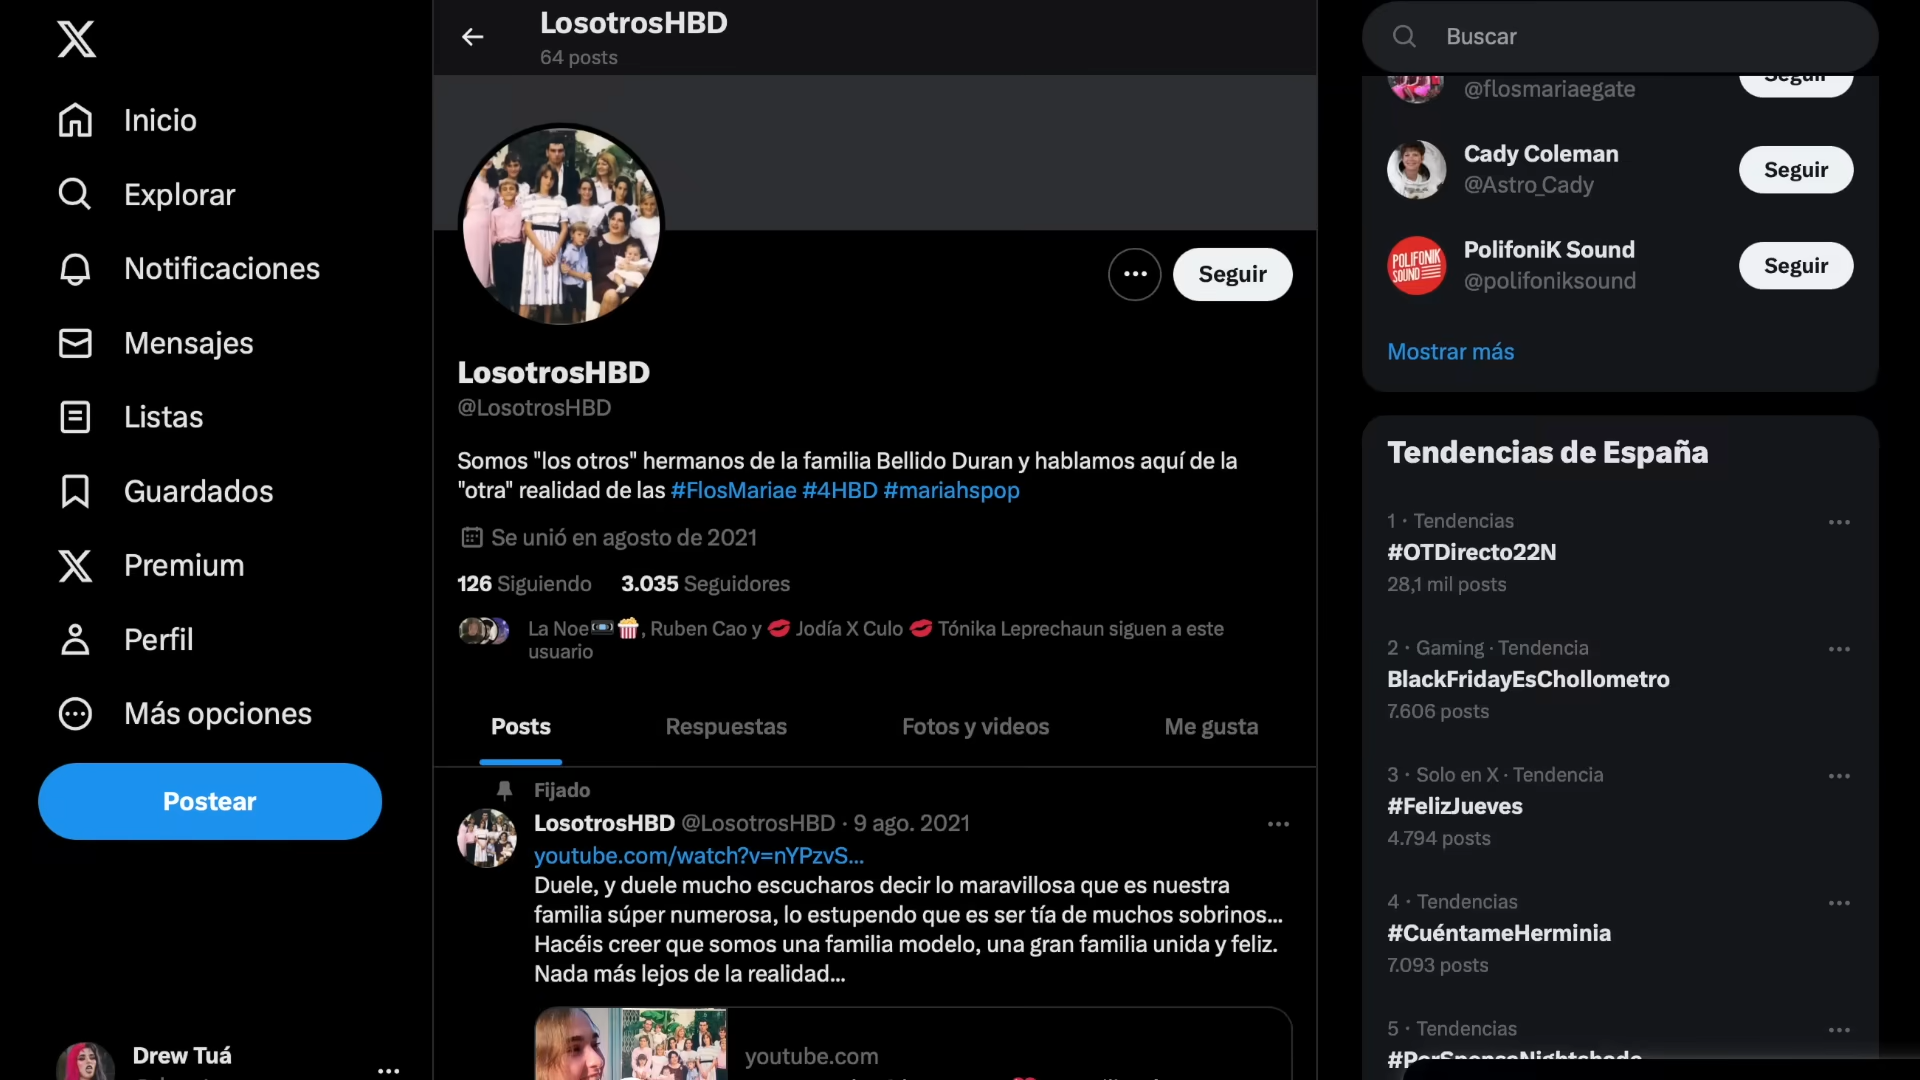 Inicio
Explorar
Notificaciones
Mensajes
Listas
Guardados
Premium
Perfil
Más opciones
Postear
Drew Tuá
LosotrosHBD
64 posts
Seguir
LosotrosHBD
@LosotrosHBD
Somos "los otros" hermanos de la familia Bellido Duran y hablamos aquí de la
"otra" realidad de las #FlosMariae #4HBD #mariahspop
Se unió en agosto de 2021
126 Siguiendo 3.035 Seguidores
La Noe📼🍿, Ruben Cao y 💋 Jodía X Culo 💋 Tónika Leprechaun siguen a este
usuario
Posts Respuestas Fotos y videos Me gusta
Fijado
LosotrosHBD @LosotrosHBD · 9 ago. 2021
youtube.com/watch?v=nYPzvS...
Duele, y duele mucho escucharos decir lo maravillosa que es nuestra
familia súper numerosa, lo estupendo que es ser tía de muchos sobrinos...
Hacéis creer que somos una familia modelo, una gran familia unida y feliz.
Nada más lejos de la realidad...
youtube.com
Buscar
@flosmariaegate
Seguir
Cady Coleman
@Astro_Cady
Seguir
POLIFONIK
SOUND
PolifoniK Sound
@polifoniksound
Seguir
Mostrar más
Tendencias de España
1 · Tendencias
#OTDirecto22N
28,1 mil posts
2 · Gaming · Tendencia
BlackFridayEsChollometro
7.606 posts
3 · Solo en X · Tendencia
#FelizJueves
4.794 posts
4 · Tendencias
#CuéntameHerminia
7.093 posts
5 · Tendencias